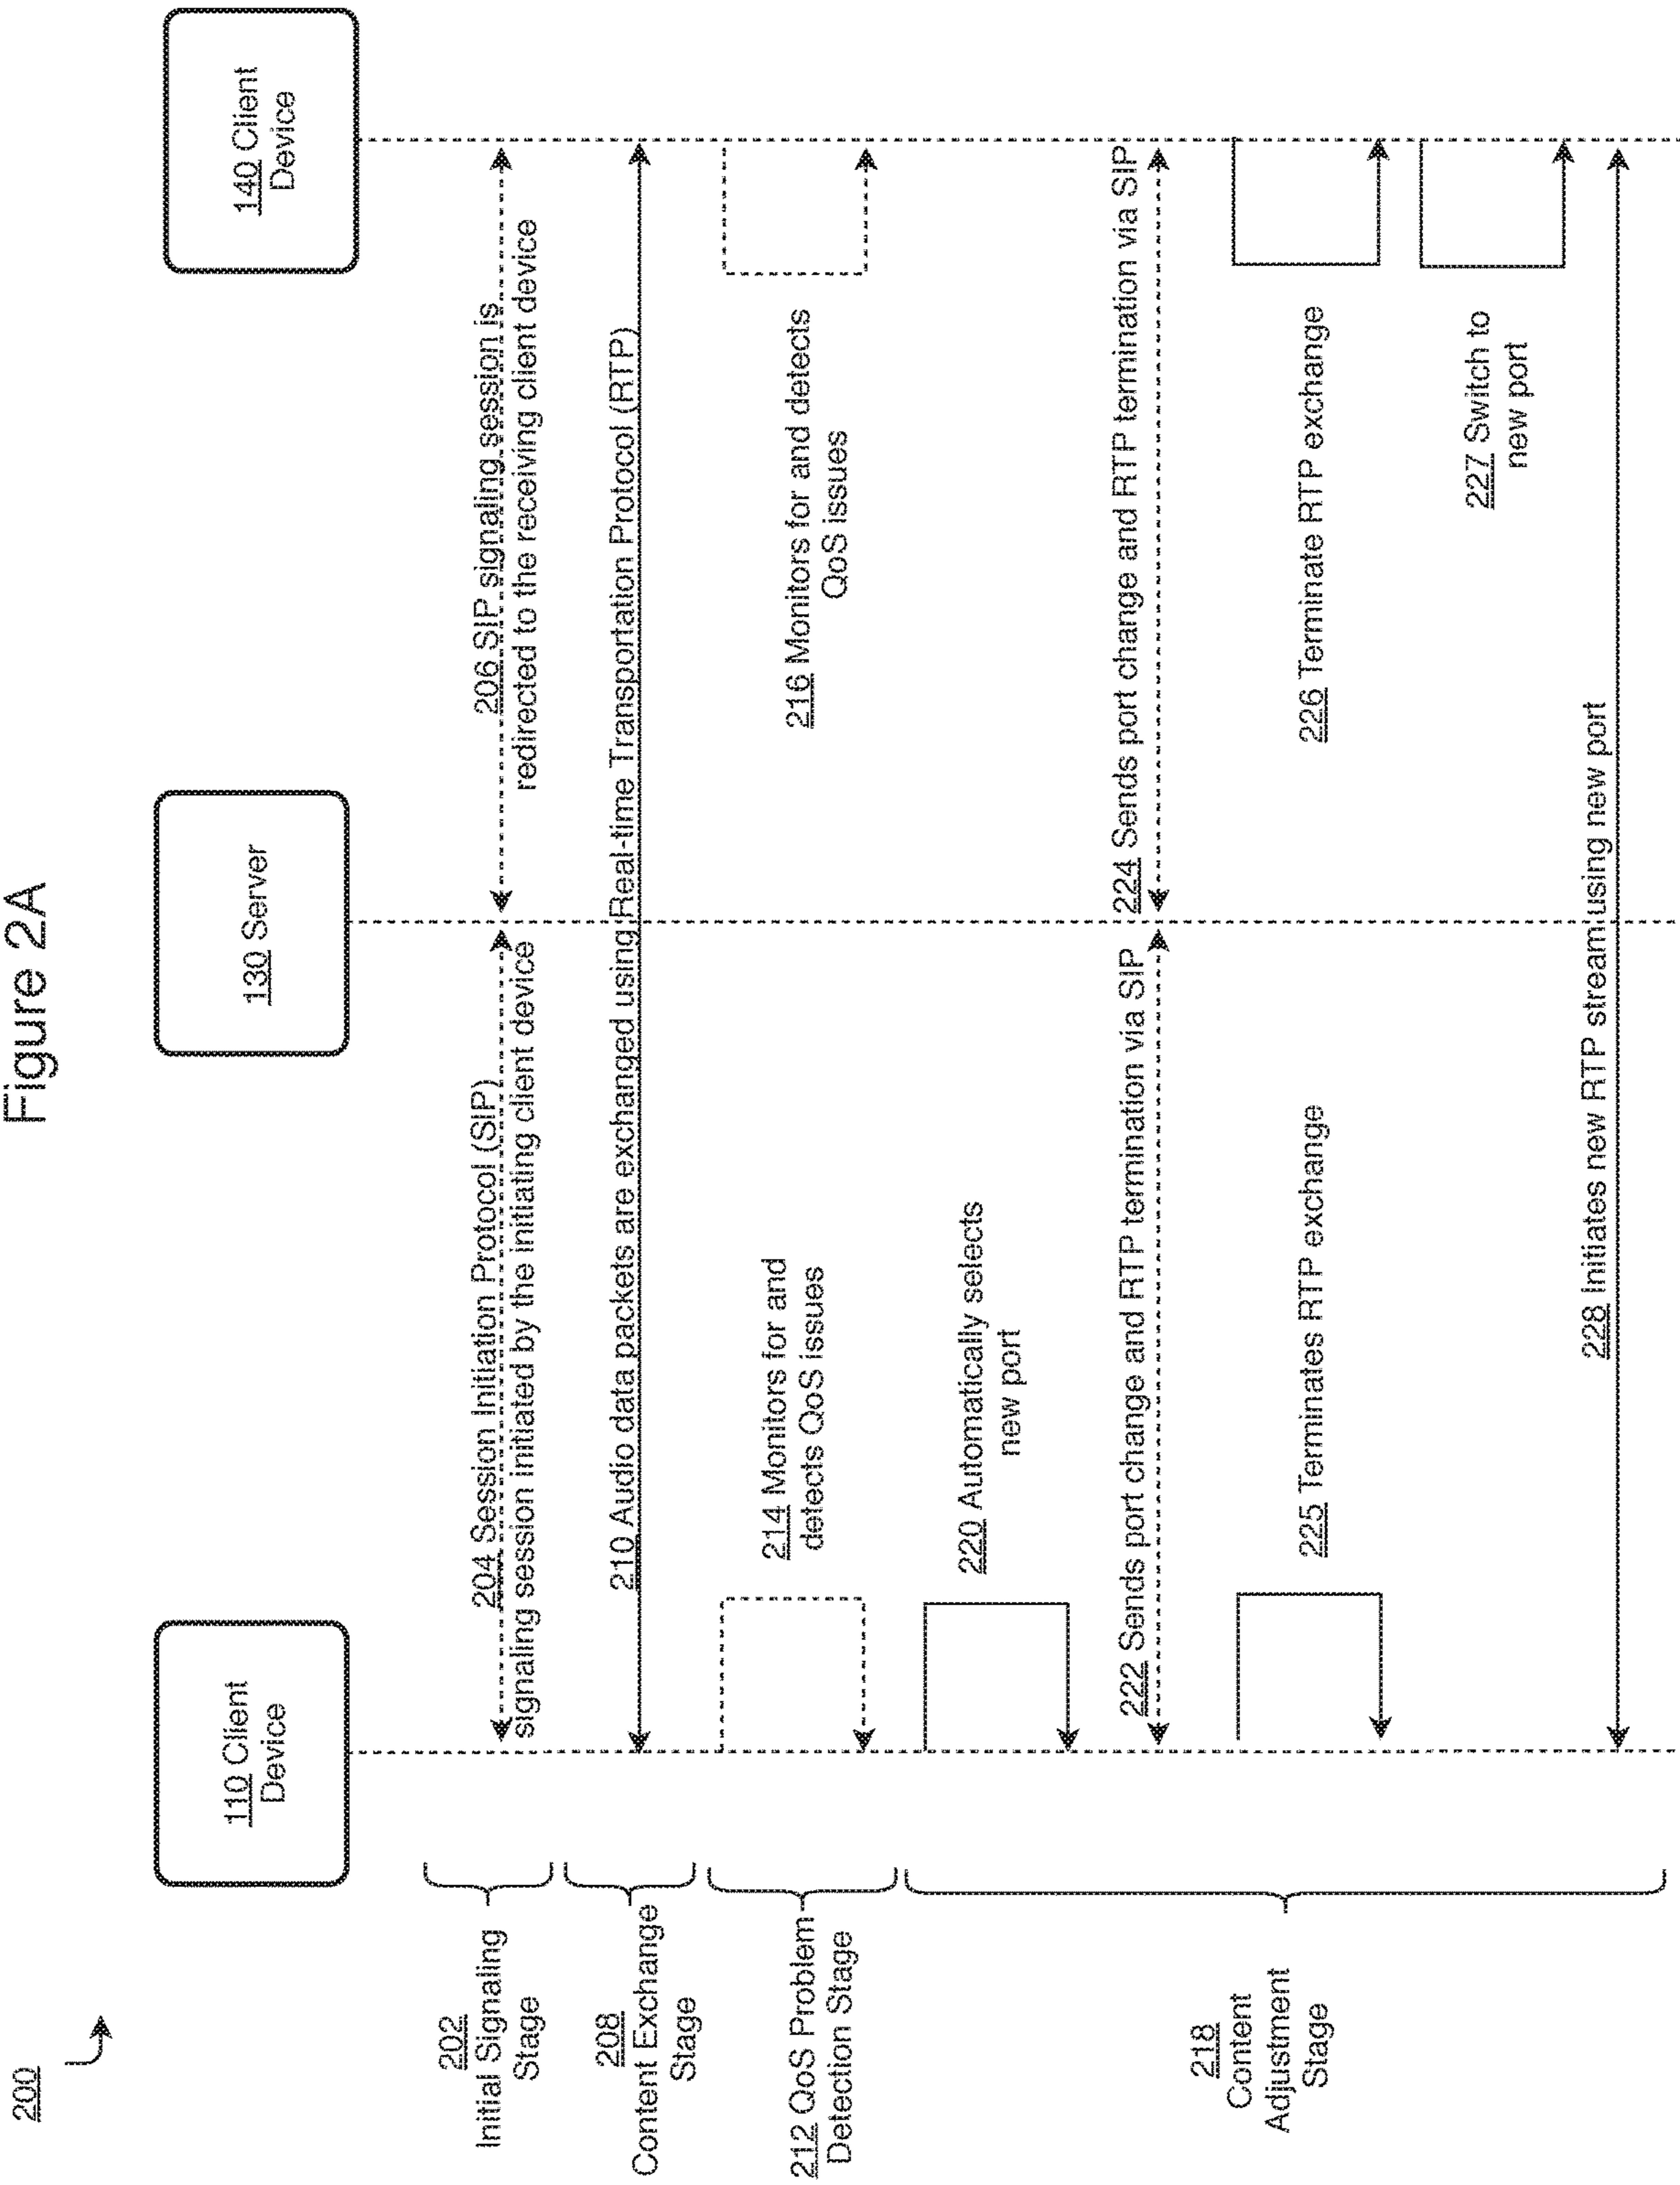 Figure 2A
200
110 Client
Device
130 Server
140 Client
Device
202
Initial Signaling
Stage
204 Session Initiation Protocol (SIP)
signaling session initiated by the initiating client device
206 SIP signaling session is
redirected to the receiving client device
208
Content Exchange
Stage
210 Audio data packets are exchanged using Real-time Transportation Protocol (RTP)
212 QoS Problem
Detection Stage
214 Monitors for and
detects QoS issues
216 Monitors for and detects
QoS issues
218
Content
Adjustment
Stage
220 Automatically selects
new port
222 Sends port change and RTP termination via SIP
224 Sends port change and RTP termination via SIP
225 Terminates RTP exchange
226 Terminate RTP exchange
227 Switch to
new port
228 Initiates new RTP stream using new port